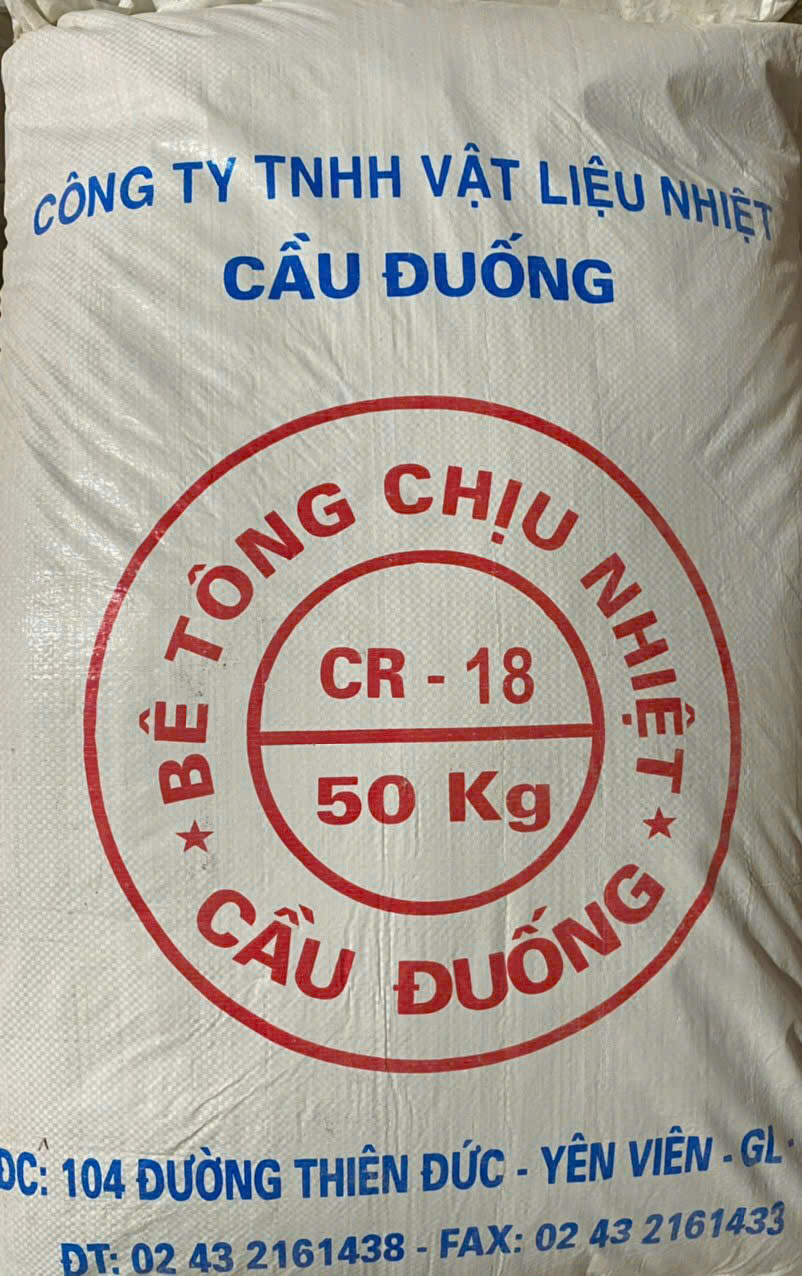 CÔNG TY TNHH VẬT LIỆU NHIỆT
CẦU ĐUỐNG
BÊ TÔNG CHỊU NHIỆT
CR - 18
50 Kg
CẦU ĐUỐNG
ĐC: 104 ĐƯỜNG THIÊN ĐỨC - YÊN VIÊN - GL -
ĐT: 02 43 2161438 - FAX: 02 43 2161433